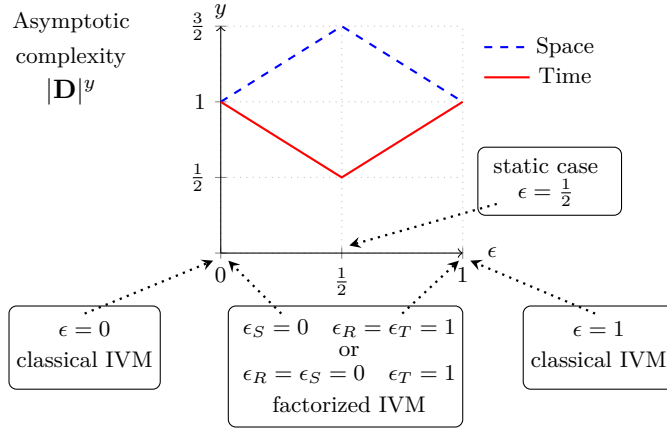 Asymptotic
complexity
|D|^y
y
3/2
1
1/2
Space
Time
static case
ϵ = 1/2
ϵ
0
1/2
1
ϵ = 0
classical IVM
ϵ_S = 0 ϵ_R = ϵ_T = 1
or
ϵ_R = ϵ_S = 0 ϵ_T = 1
factorized IVM
ϵ = 1
classical IVM